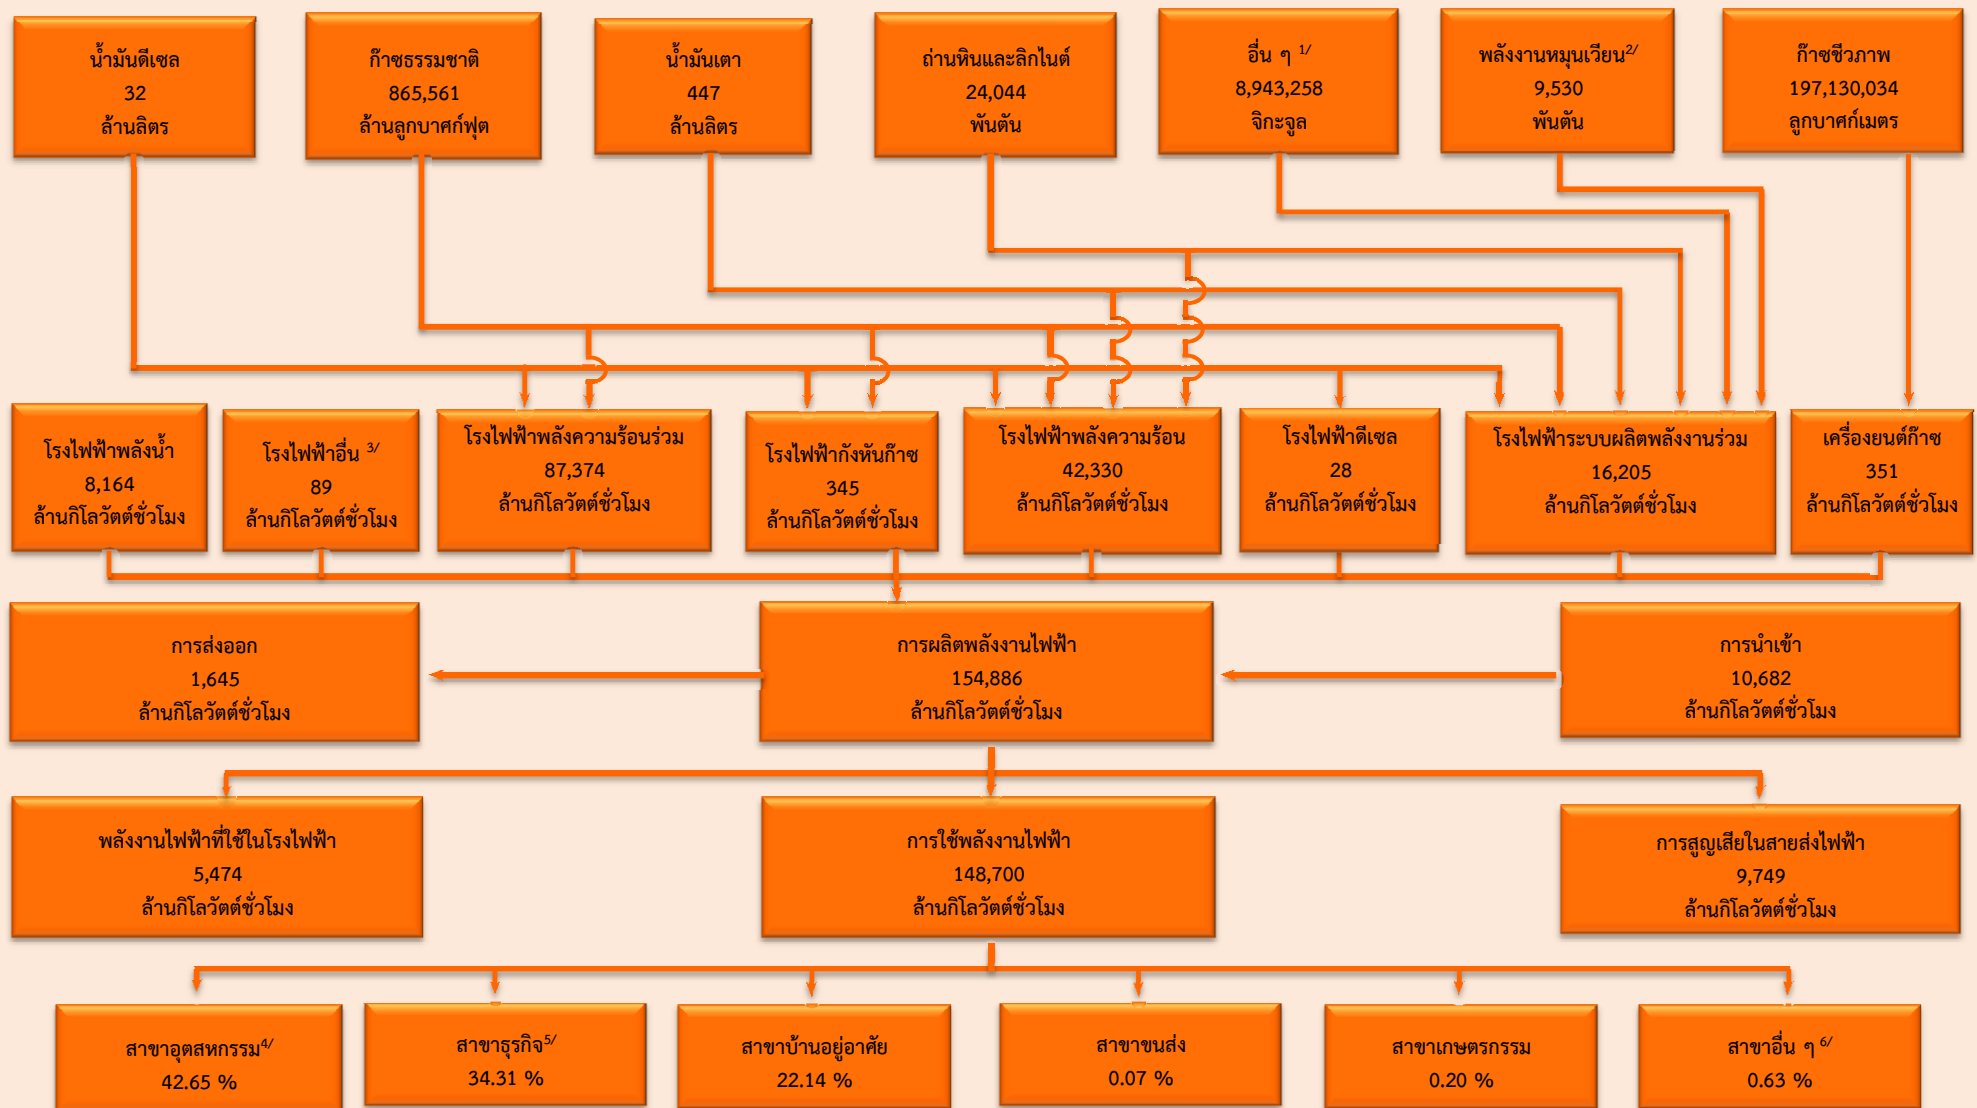 น้ำมันดีเซล
32
ล้านลิตร
ก๊าซธรรมชาติ
865,561
ล้านลูกบาศก์ฟุต
น้ำมันเตา
447
ล้านลิตร
ถ่านหินและลิกไนต์
24,044
พันตัน
อื่น ๆ 1/
8,943,258
จิกะจูล
พลังงานหมุนเวียน2/
9,530
พันตัน
ก๊าซชีวภาพ
197,130,034
ลูกบาศก์เมตร
โรงไฟฟ้าพลังน้ำ
8,164
ล้านกิโลวัตต์ชั่วโมง
โรงไฟฟ้าอื่น 3/
89
ล้านกิโลวัตต์ชั่วโมง
โรงไฟฟ้าพลังความร้อนร่วม
87,374
ล้านกิโลวัตต์ชั่วโมง
โรงไฟฟ้ากังหันก๊าซ
345
ล้านกิโลวัตต์ชั่วโมง
โรงไฟฟ้าพลังความร้อน
42,330
ล้านกิโลวัตต์ชั่วโมง
โรงไฟฟ้าดีเซล
28
ล้านกิโลวัตต์ชั่วโมง
โรงไฟฟ้าระบบผลิตพลังงานร่วม
16,205
ล้านกิโลวัตต์ชั่วโมง
เครื่องยนต์ก๊าซ
351
ล้านกิโลวัตต์ชั่วโมง
การส่งออก
1,645
ล้านกิโลวัตต์ชั่วโมง
การผลิตพลังงานไฟฟ้า
154,886
ล้านกิโลวัตต์ชั่วโมง
การนำเข้า
10,682
ล้านกิโลวัตต์ชั่วโมง
พลังงานไฟฟ้าที่ใช้ในโรงไฟฟ้า
5,474
ล้านกิโลวัตต์ชั่วโมง
การใช้พลังงานไฟฟ้า
148,700
ล้านกิโลวัตต์ชั่วโมง
การสูญเสียในสายส่งไฟฟ้า
9,749
ล้านกิโลวัตต์ชั่วโมง
สาขาอุตสหกรรม4/
42.65 %
สาขาธุรกิจ5/
34.31 %
สาขาบ้านอยู่อาศัย
22.14 %
สาขาขนส่ง
0.07 %
สาขาเกษตรกรรม
0.20 %
สาขาอื่น ๆ 6/
0.63 %